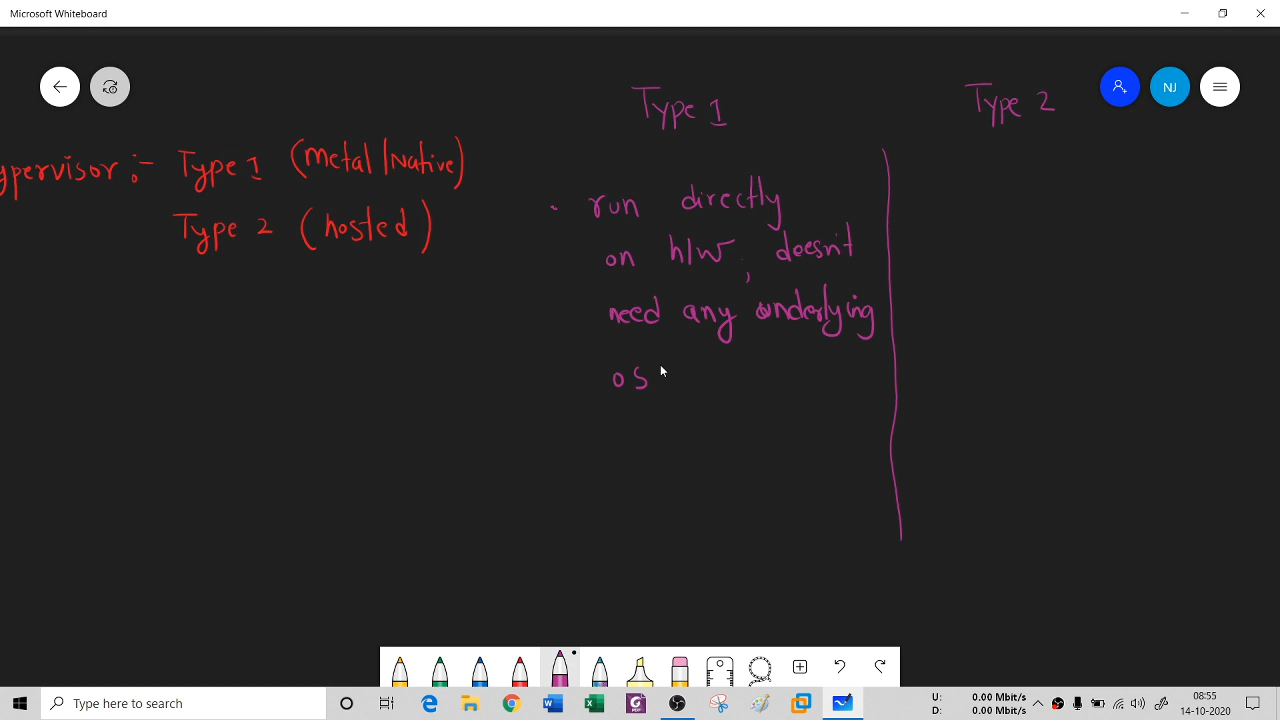 Microsoft Whiteboard
NJ
Type 1
Type 2
ypervisor :- Type 1 (metal/Native)
Type 2 (hosted)
. run directly
on h/w, doesn't
need any underlying
os
Type here to search
U: 0.00 Mbit/s
D: 0.00 Mbit/s
08:55
14-10-2020